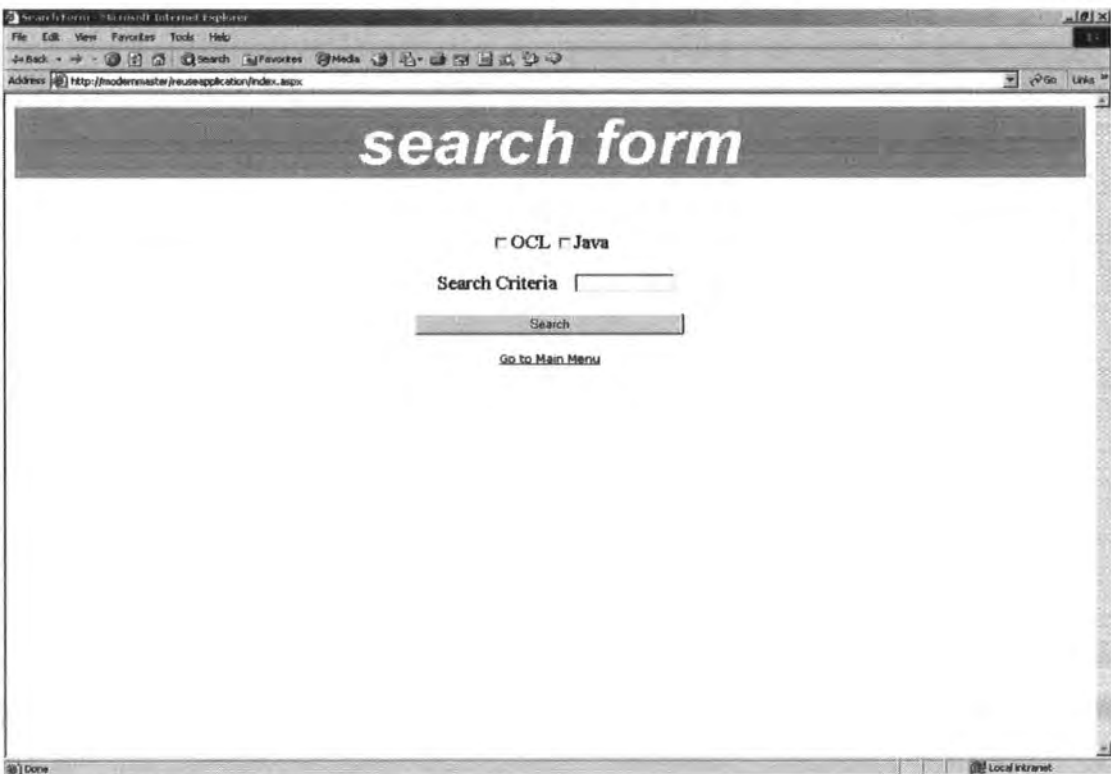 Search Form - Microsoft Internet Explorer
File Edit View Favorites Tools Help
Back Search Favorites Media
Address http://modernmaster/reuseapplication/index.aspx Go Links
search form
OCL Java
Search Criteria
Search
Go to Main Menu
Done Local intranet